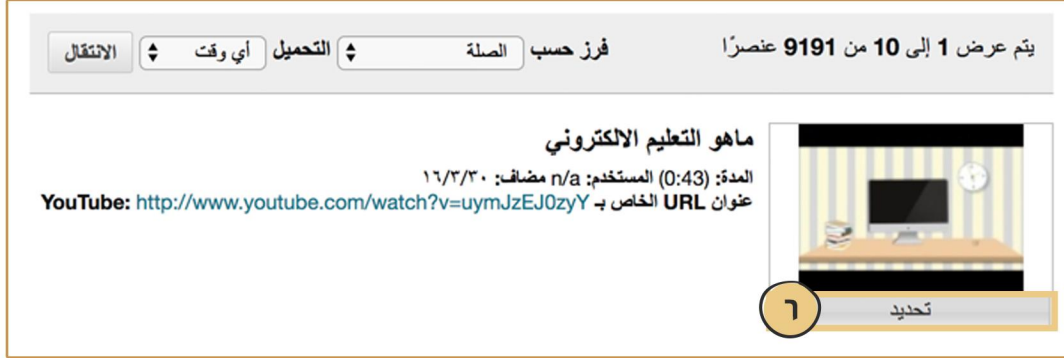 يتم عرض 1 إلى 10 من 9191 عنصرًا فرز حسب الصلة التحميل أي وقت الانتقال
ماهو التعليم الالكتروني
المدة: (0:43) المستخدم: n/a مضاف: ١٦/٣/٣٠
عنوان URL الخاص بـ YouTube: http://www.youtube.com/watch?v=uymJzEJ0zyY
تحديد ٦